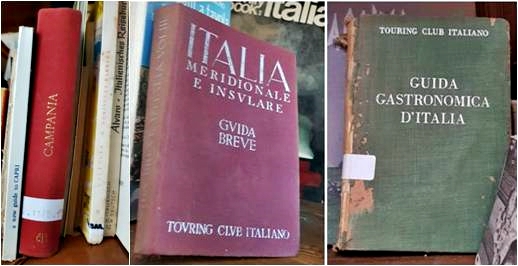 a new guide to CAPRI
CAMPANIA
Alvaro - Italienisches Reisebuch
ook:
Italia
ITALIA
MERIDIONALE
E INSVLARE
GVIDA
BREVE
TOVRING CLVB ITALIANO
TOURING CLUB ITALIANO
GUIDA
GASTRONOMICA
D'ITALIA